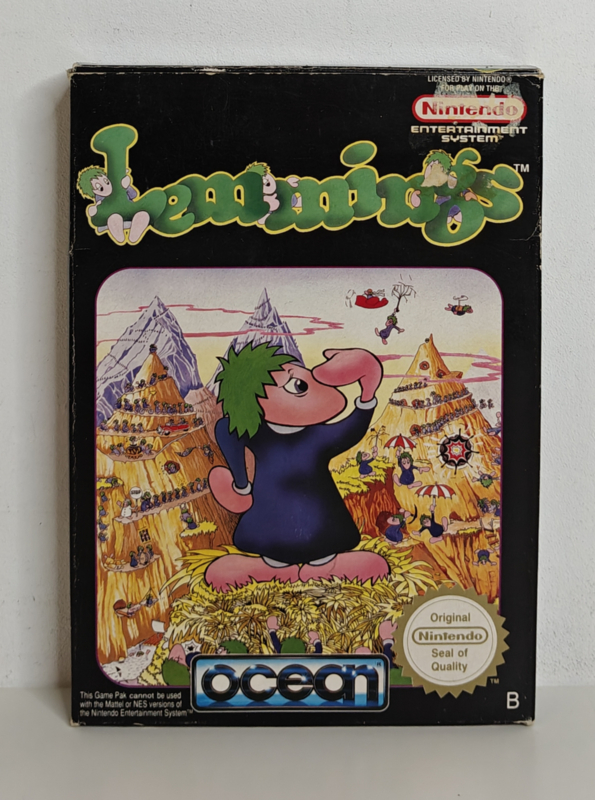 LICENSED BY NINTENDO®
FOR PLAY ON THE
Nintendo
ENTERTAINMENT
SYSTEM™
Lemmings™
Original
Nintendo
Seal of
Quality
™
ocean
This Game Pak cannot be used
with the Mattel or NES versions of
the Nintendo Entertainment System™
B